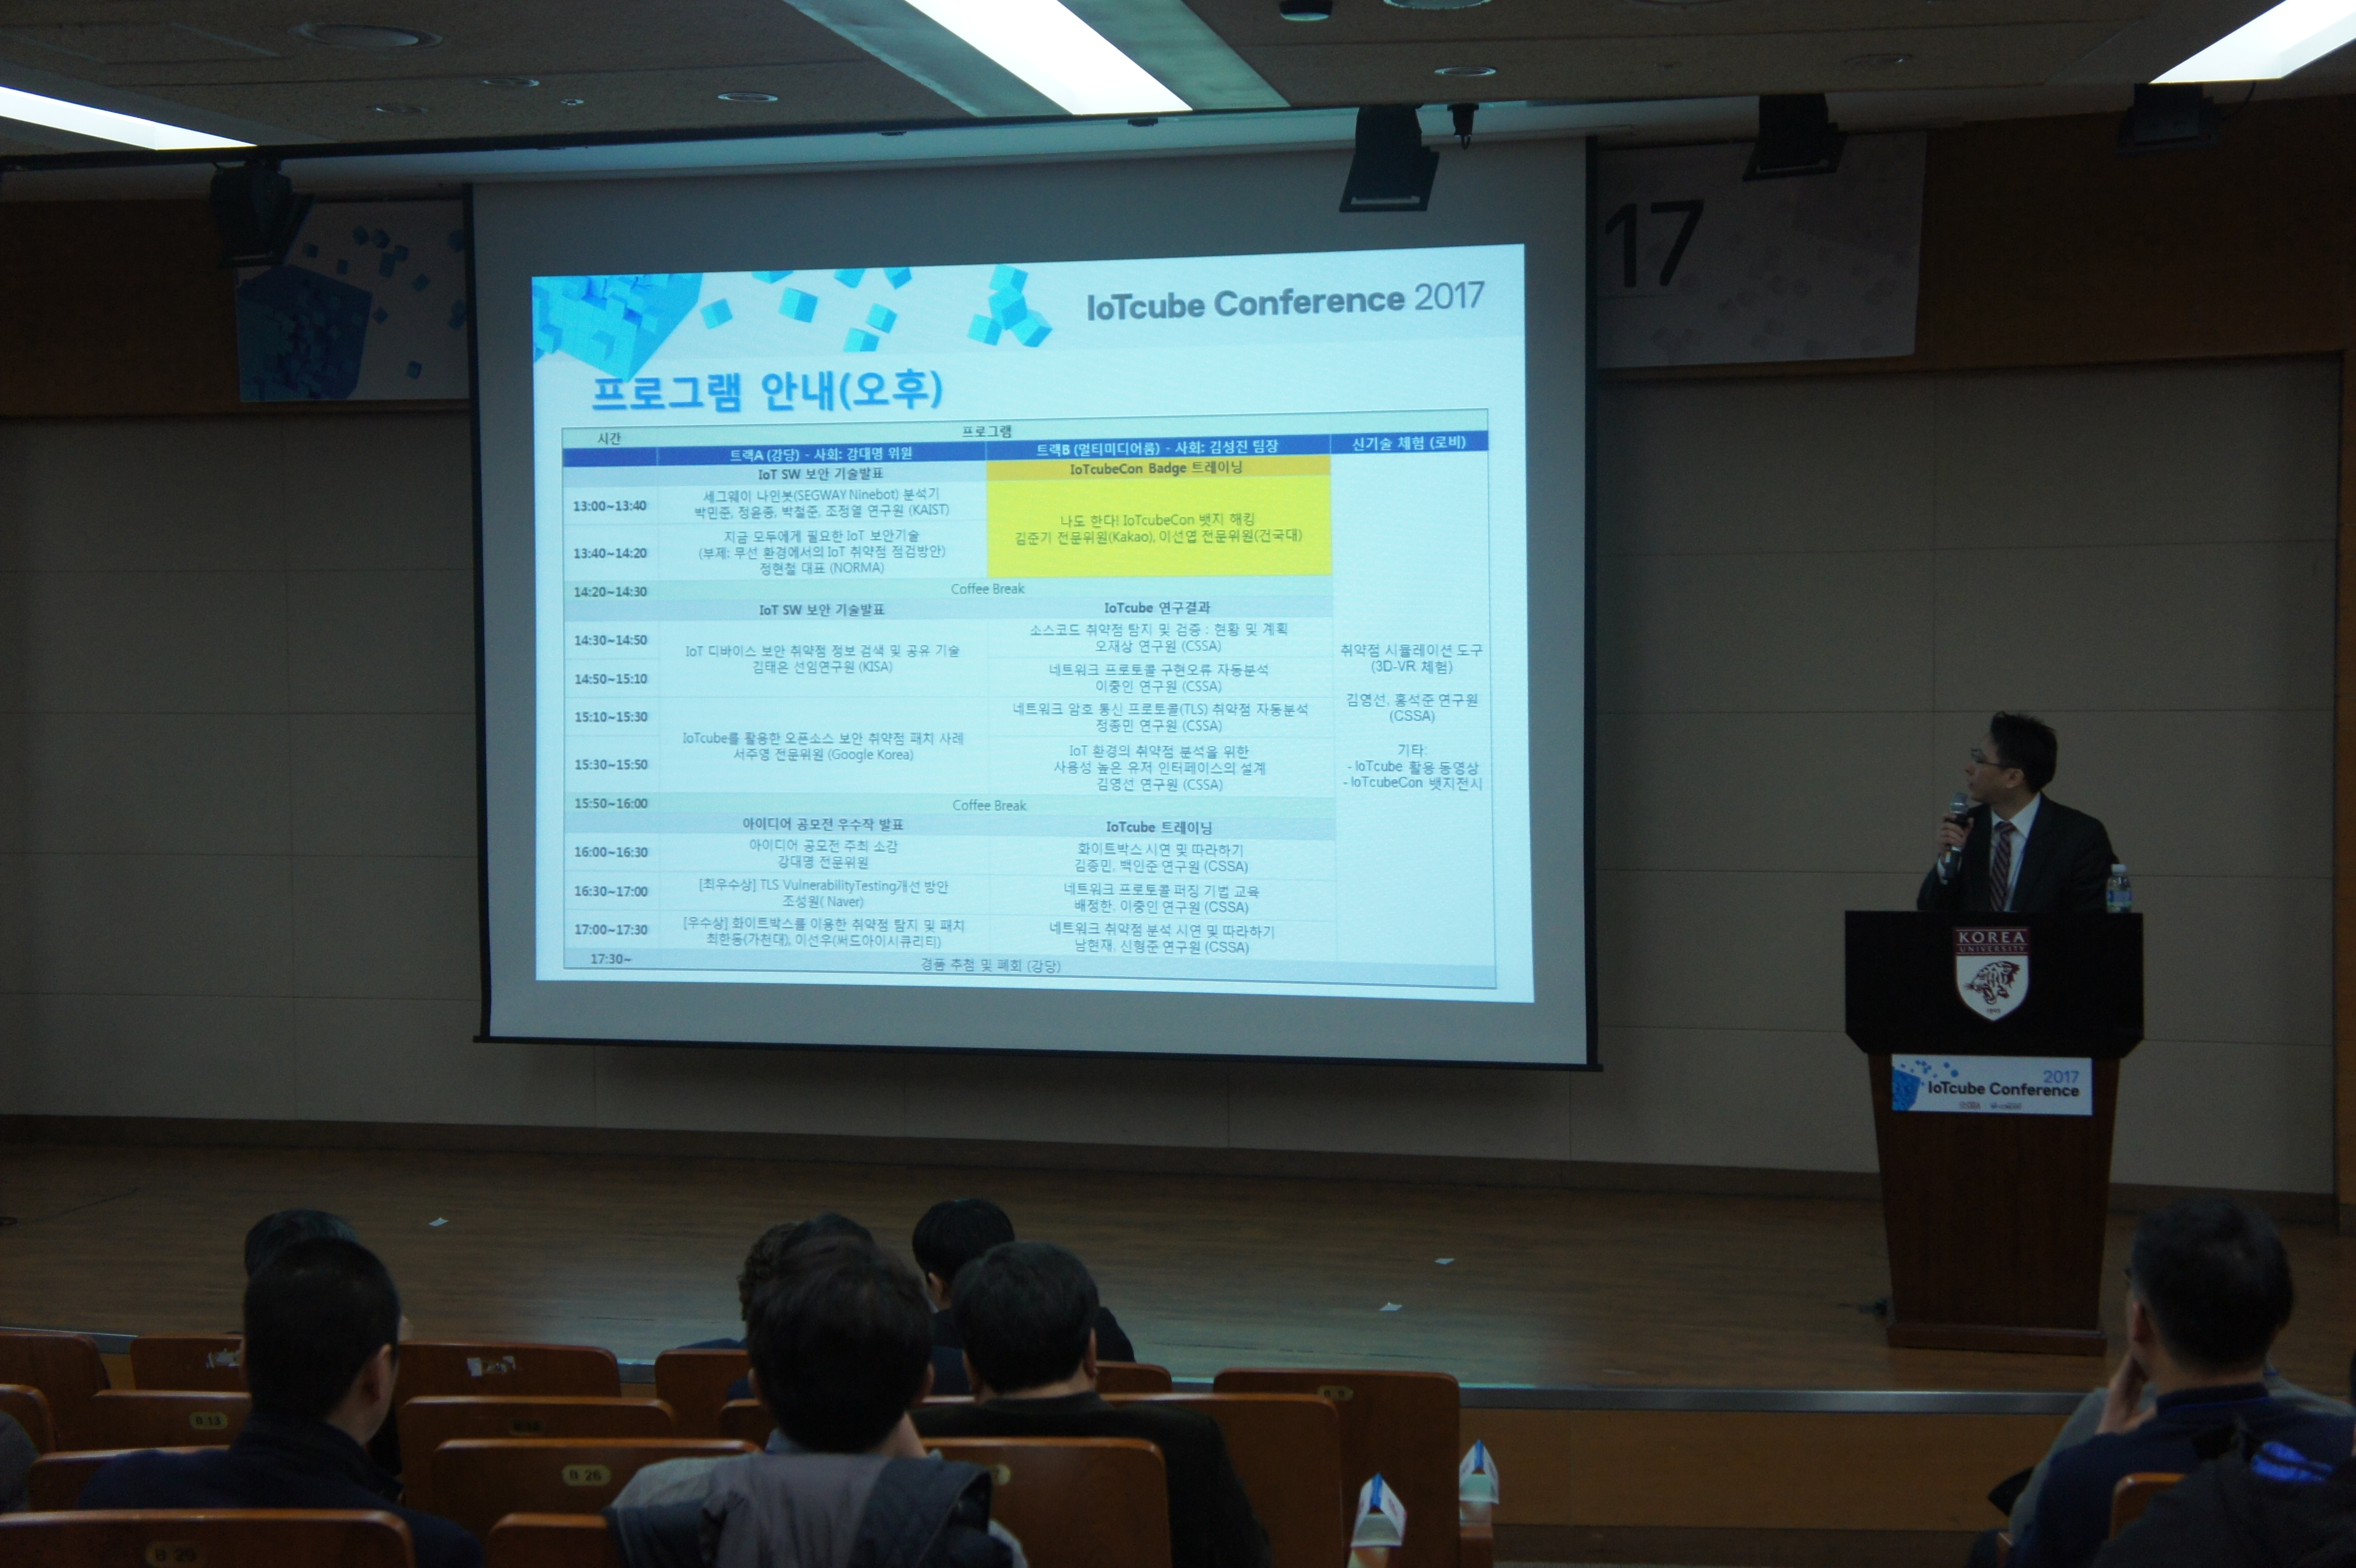 17
IoTcube Conference 2017
프로그램 안내(오후)
시간
프로그램
트랙A (강당) - 사회: 강대명 위원
트랙B (멀티미디어룸) - 사회: 김성진 팀장
신기술 체험 (로비)
IoT SW 보안 기술발표
IoTcubeCon Badge 트레이닝
13:00~13:40
세그웨이 나인봇(SEGWAY Ninebot) 분석기
박민준, 정윤종, 박철준, 조정열 연구원 (KAIST)
나도 한다! IoTcubeCon 뱃지 해킹
김준기 전문위원(Kakao), 이선엽 전문위원(건국대)
13:40~14:20
지금 모두에게 필요한 IoT 보안기술
(부제: 무선 환경에서의 IoT 취약점 점검방안)
정현철 대표 (NORMA)
14:20~14:30
Coffee Break
IoT SW 보안 기술발표
IoTcube 연구결과
14:30~14:50
IoT 디바이스 보안 취약점 정보 검색 및 공유 기술
김태은 선임연구원 (KISA)
소스코드 취약점 탐지 및 검증 : 현황 및 계획
오재상 연구원 (CSSA)
14:50~15:10
네트워크 프로토콜 구현오류 자동분석
이충인 연구원 (CSSA)
15:10~15:30
네트워크 암호 통신 프로토콜(TLS) 취약점 자동분석
정종민 연구원 (CSSA)
IoTcube를 활용한 오픈소스 보안 취약점 패치 사례
서주영 전문위원 (Google Korea)
15:30~15:50
IoT 환경의 취약점 분석을 위한
사용성 높은 유저 인터페이스의 설계
김영선 연구원 (CSSA)
취약점 시뮬레이션 도구
(3D-VR 체험)
김영선, 홍석준 연구원
(CSSA)
기타
- IoTcube 활용 동영상
- IoTcubeCon 뱃지전시
15:50~16:00
Coffee Break
아이디어 공모전 우수작 발표
IoTcube 트레이닝
16:00~16:30
아이디어 공모전 주최 소감
강대명 전문위원
화이트박스 시연 및 따라하기
김종민, 백인준 연구원 (CSSA)
16:30~17:00
[최우수상] TLS VulnerabilityTesting개선 방안
조성원( Naver)
네트워크 프로토콜 퍼징 기법 교육
배정한, 이충인 연구원 (CSSA)
17:00~17:30
[우수상] 화이트박스를 이용한 취약점 탐지 및 패치
최한동(가천대), 이선우(써드아이시큐리티)
네트워크 취약점 분석 시연 및 따라하기
남현재, 신형준 연구원 (CSSA)
17:30~
경품 추첨 및 폐회 (강당)
KOREA
UNIVERSITY
1905
2017
IoTcube Conference
B 13
B 26
B 29